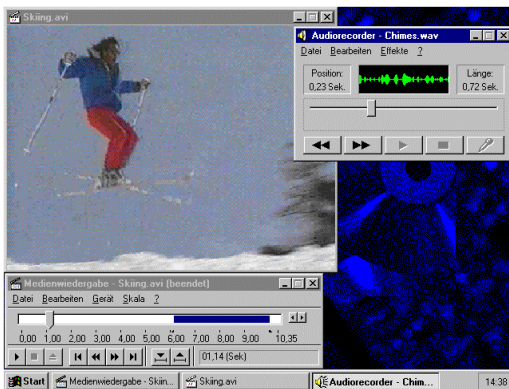 Skiing.avi
Audiorecorder - Chimes.wav
Datei Bearbeiten Effekte ?
Position:
0,23 Sek.
Länge:
0,72 Sek.
Medienwiedergabe - Skiing.avi (beendet)
Datei Bearbeiten Gerät Skala ?
0,00 1,00 2,00 3,00 4,00 5,00 6,00 7,00 8,00 9,00 10,35
01,14 (Sek)
Start Medienwiedergabe - Skiin... Skiing.avi Audiorecorder - Chim... 14:38